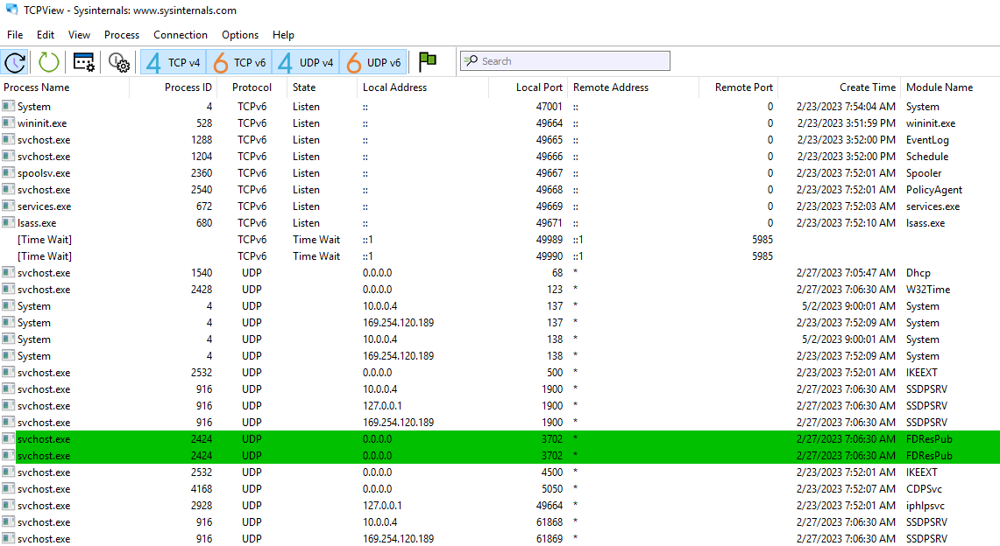 TCPView - Sysinternals: www.sysinternals.com
File Edit View Process Connection Options Help
4 TCP v4 6 TCP v6 4 UDP v4 6 UDP v6 Search
Process Name Process ID Protocol State Local Address Local Port Remote Address Remote Port Create Time Module Name
System 4 TCPv6 Listen :: 47001 :: 0 2/23/2023 7:54:04 AM System
wininit.exe 528 TCPv6 Listen :: 49664 :: 0 2/23/2023 3:51:59 PM wininit.exe
svchost.exe 1288 TCPv6 Listen :: 49665 :: 0 2/23/2023 3:52:00 PM EventLog
svchost.exe 1204 TCPv6 Listen :: 49666 :: 0 2/23/2023 3:52:00 PM Schedule
spoolsv.exe 2360 TCPv6 Listen :: 49667 :: 0 2/23/2023 7:52:01 AM Spooler
svchost.exe 2540 TCPv6 Listen :: 49668 :: 0 2/23/2023 7:52:01 AM PolicyAgent
services.exe 672 TCPv6 Listen :: 49669 :: 0 2/23/2023 7:52:03 AM services.exe
lsass.exe 680 TCPv6 Listen :: 49671 :: 0 2/23/2023 7:52:10 AM lsass.exe
[Time Wait] TCPv6 Time Wait ::1 49989 ::1 5985
[Time Wait] TCPv6 Time Wait ::1 49990 ::1 5985
svchost.exe 1540 UDP 0.0.0.0 68 * 2/27/2023 7:05:47 AM Dhcp
svchost.exe 2428 UDP 0.0.0.0 123 * 2/27/2023 7:06:30 AM W32Time
System 4 UDP 10.0.0.4 137 * 5/2/2023 9:00:01 AM System
System 4 UDP 169.254.120.189 137 * 2/23/2023 7:52:09 AM System
System 4 UDP 10.0.0.4 138 * 5/2/2023 9:00:01 AM System
System 4 UDP 169.254.120.189 138 * 2/23/2023 7:52:09 AM System
svchost.exe 2532 UDP 0.0.0.0 500 * 2/23/2023 7:52:01 AM IKEEXT
svchost.exe 916 UDP 10.0.0.4 1900 * 2/27/2023 7:06:30 AM SSDPSRV
svchost.exe 916 UDP 127.0.0.1 1900 * 2/27/2023 7:06:30 AM SSDPSRV
svchost.exe 916 UDP 169.254.120.189 1900 * 2/27/2023 7:06:30 AM SSDPSRV
svchost.exe 2424 UDP 0.0.0.0 3702 * 2/27/2023 7:06:30 AM FDResPub
svchost.exe 2424 UDP 0.0.0.0 3702 * 2/27/2023 7:06:30 AM FDResPub
svchost.exe 2532 UDP 0.0.0.0 4500 * 2/23/2023 7:52:01 AM IKEEXT
svchost.exe 4168 UDP 0.0.0.0 5050 * 2/23/2023 7:52:07 AM CDPSvc
svchost.exe 2928 UDP 127.0.0.1 49664 * 2/23/2023 7:52:01 AM iphlpsvc
svchost.exe 916 UDP 10.0.0.4 61868 * 2/27/2023 7:06:30 AM SSDPSRV
svchost.exe 916 UDP 169.254.120.189 61869 * 2/27/2023 7:06:30 AM SSDPSRV